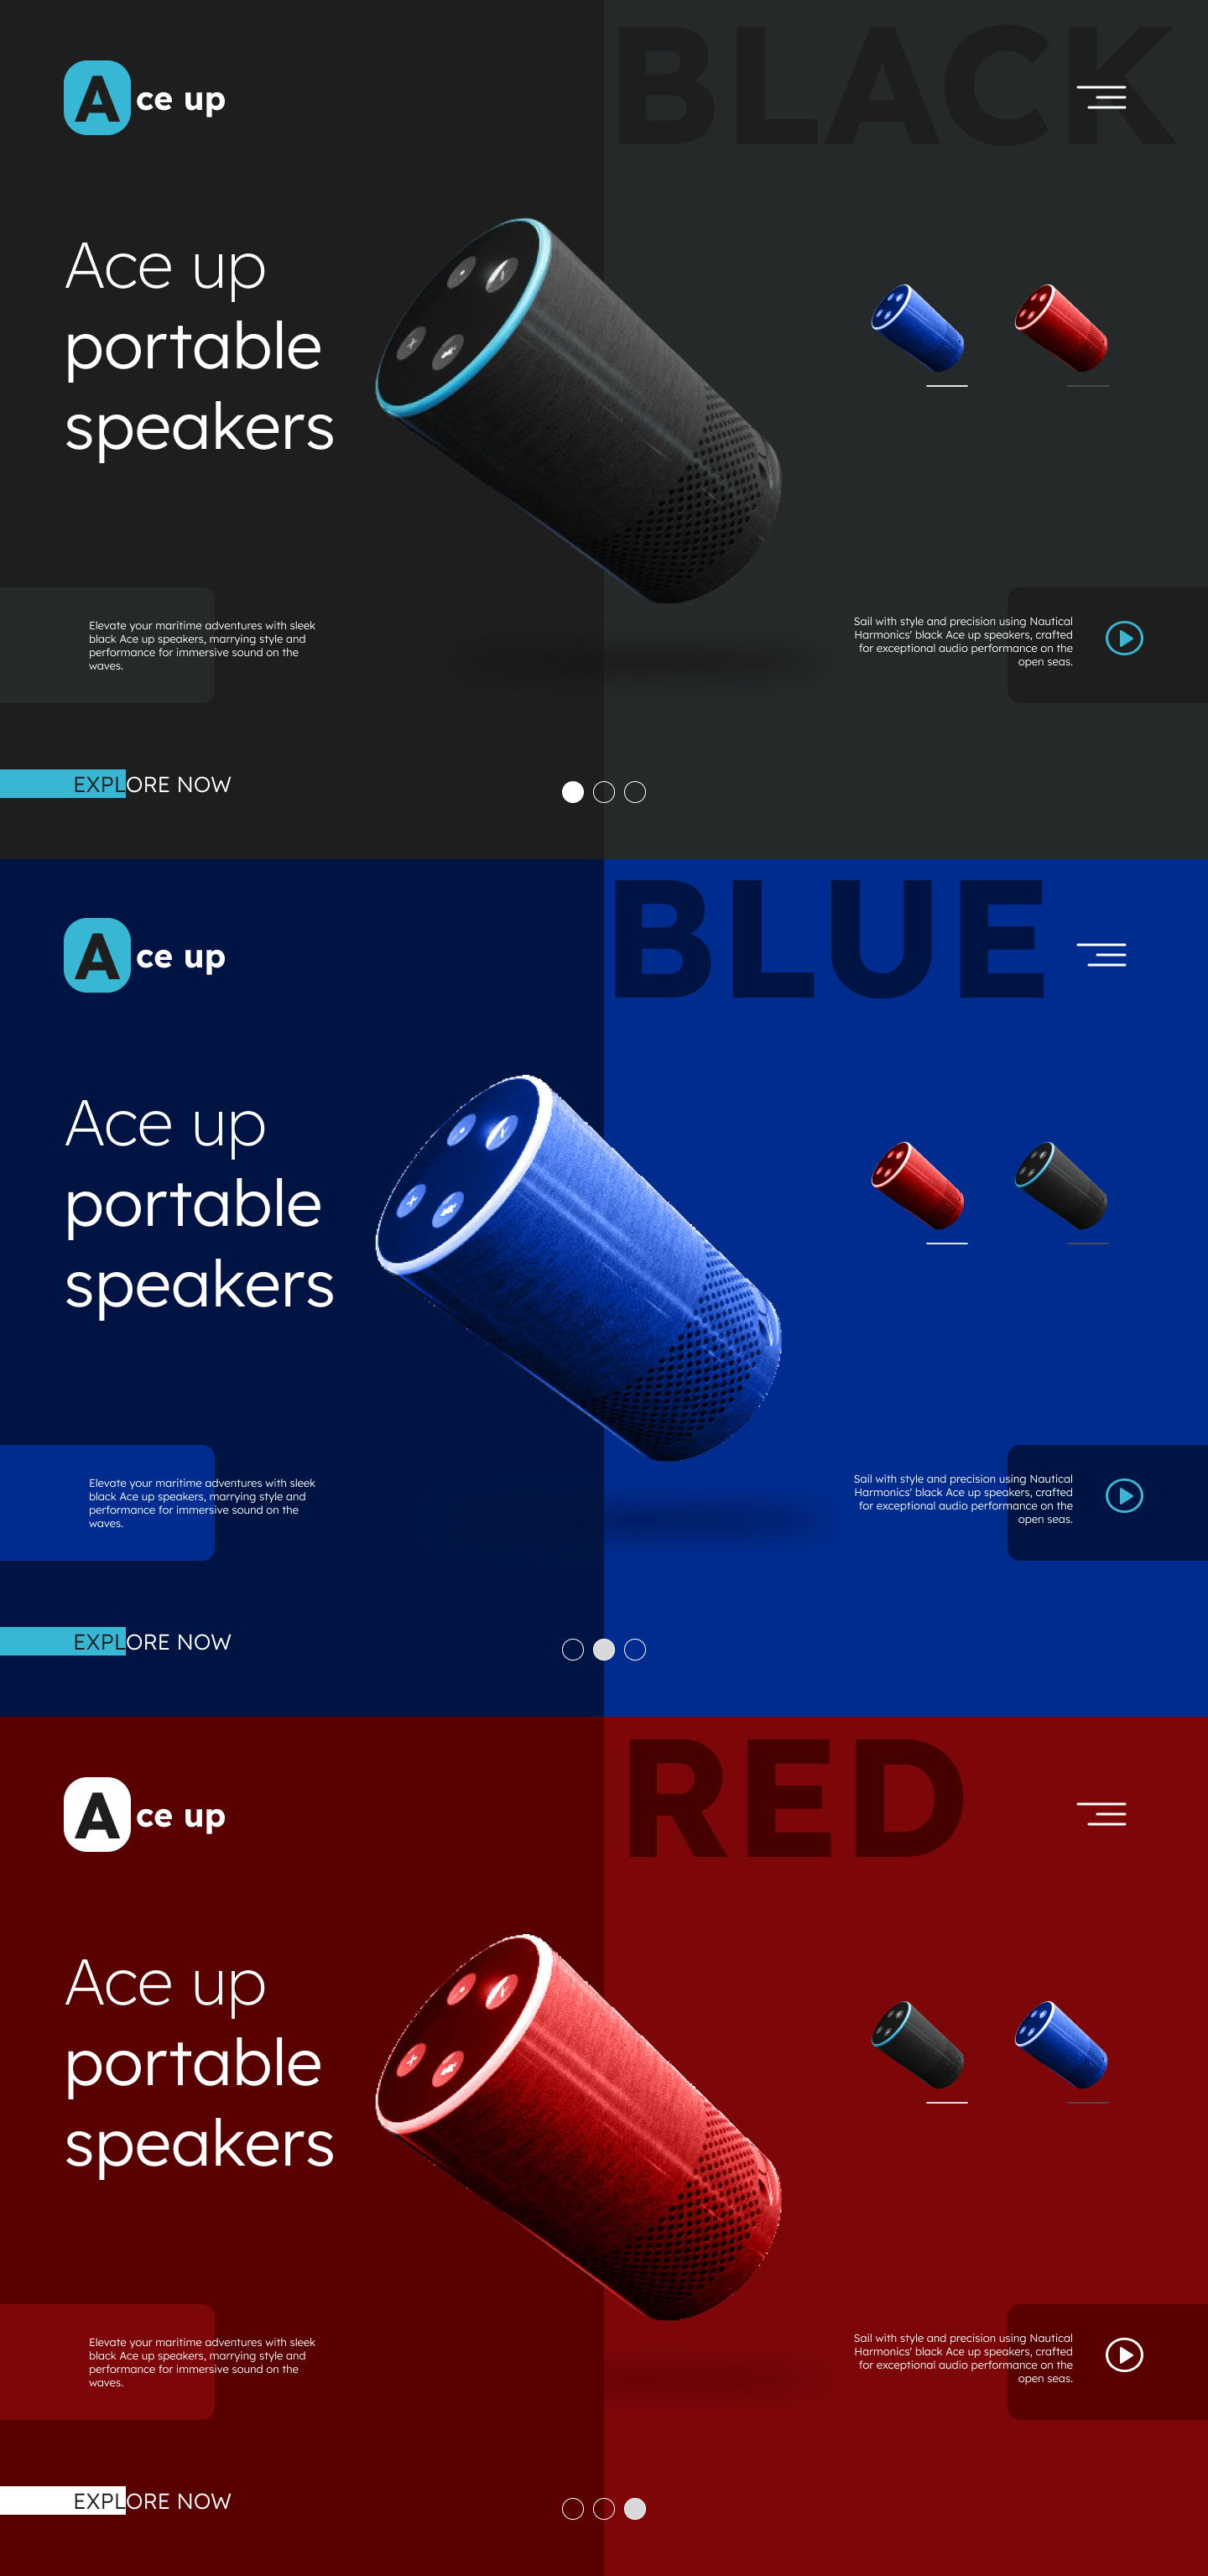 BLACK
A ce up
Ace up
portable
speakers
Elevate your maritime adventures with sleek
black Ace up speakers, marrying style and
performance for immersive sound on the
waves.
Sail with style and precision using Nautical
Harmonics' black Ace up speakers, crafted
for exceptional audio performance on the
open seas.
EXPLORE NOW
BLUE
A ce up
Ace up
portable
speakers
Elevate your maritime adventures with sleek
black Ace up speakers, marrying style and
performance for immersive sound on the
waves.
Sail with style and precision using Nautical
Harmonics' black Ace up speakers, crafted
for exceptional audio performance on the
open seas.
EXPLORE NOW
RED
A ce up
Ace up
portable
speakers
Elevate your maritime adventures with sleek
black Ace up speakers, marrying style and
performance for immersive sound on the
waves.
Sail with style and precision using Nautical
Harmonics' black Ace up speakers, crafted
for exceptional audio performance on the
open seas.
EXPLORE NOW